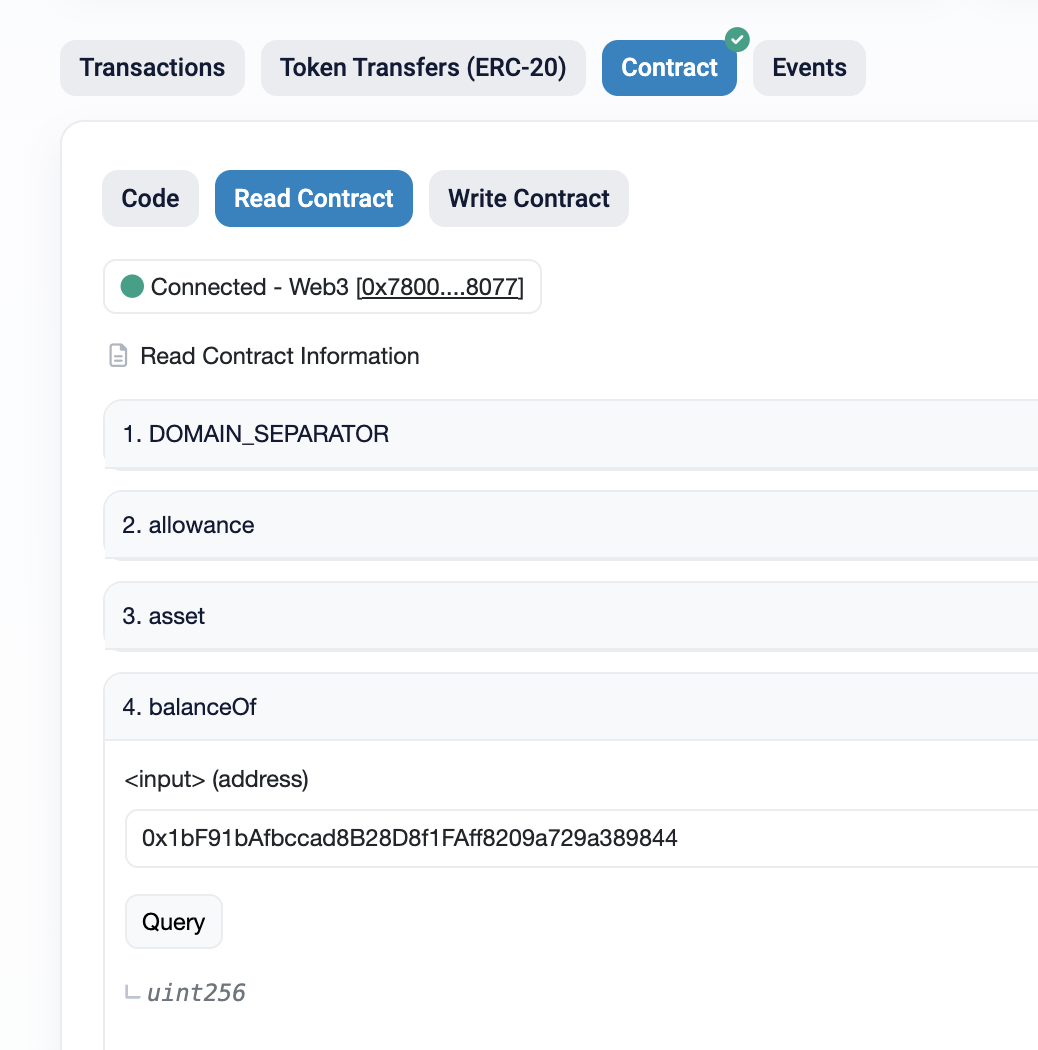 Transactions Token Transfers (ERC-20) Contract Events
Code Read Contract Write Contract
Connected - Web3 [0x7800....8077]
Read Contract Information
1. DOMAIN_SEPARATOR
2. allowance
3. asset
4. balanceOf
<input> (address)
0x1bF91bAfbccad8B28D8f1FAff8209a729a389844
Query
uint256